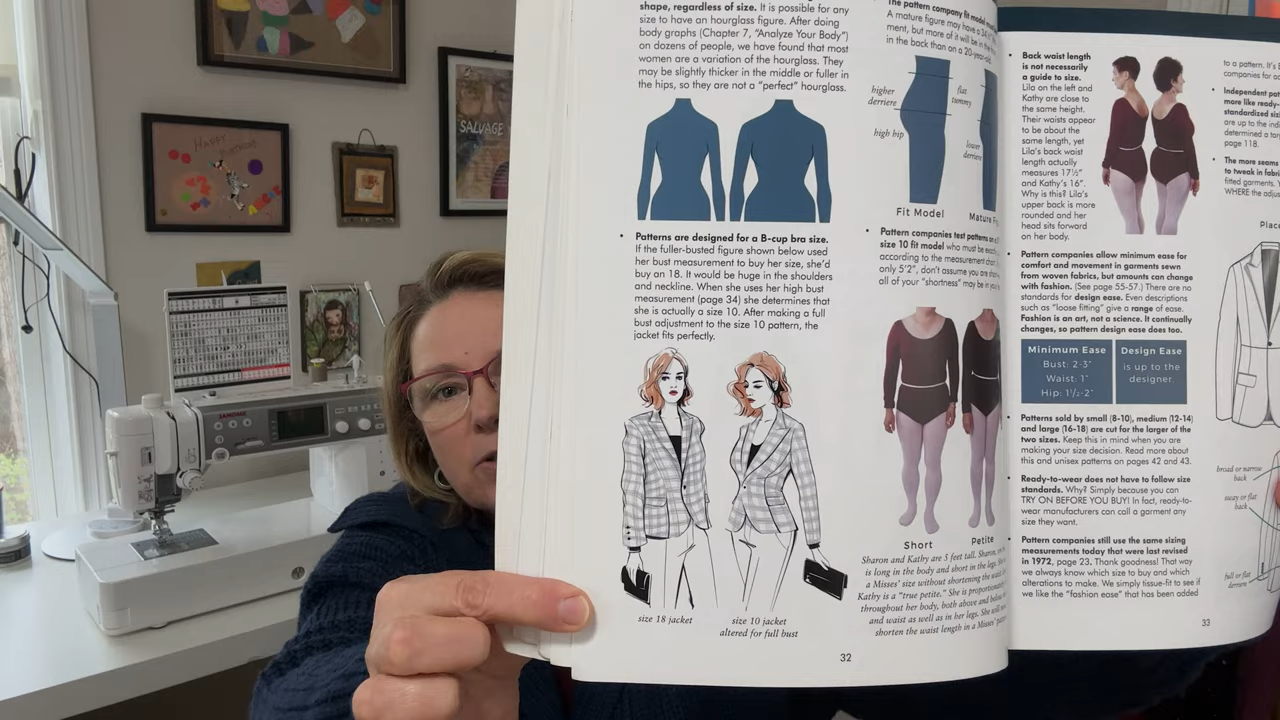 Happy
SALVAGE
JANOME
shape, regardless of size. It is possible for any
size to have an hourglass figure. After doing
body graphs (Chapter 7, “Analyze Your Body”)
on dozens of people, we have found that most
women are a variation of the hourglass. They
may be slightly thicker in the middle or fuller in
the hips, so they are not a “perfect” hourglass.
• Patterns are designed for a B-cup bra size.
If the fuller-busted figure shown below used
her bust measurement to buy her size, she’d
buy an 18. It would be huge in the shoulders
and neckline. When she uses her high bust
measurement (page 34) she determines that
she is actually a size 10. After making a full
bust adjustment to the size 10 pattern, the
jacket fits perfectly.
size 18 jacket
size 10 jacket
altered for full bust
The pattern company fit model
A mature figure may have a 34
ment, but more of it will be in the
in the back than on a 20-year-old.
higher
derriere
flat
tummy
high hip
lower
derriere
Fit Model
Mature
• Pattern companies test patterns on a
size 10 fit model who must be
according to the measurement
only 5'2", don’t assume you are
all of your “shortness” may be in
Short
Petite
Sharon and Kathy are 5 feet tall. Sharon,
is long in the body and short in the leg.
a Misses’ size without shortening the waist
Kathy is a “true petite.” She is proportion
throughout her body, both above and below
and waist as well as in her legs. She will
shorten the waist length in a Misses’
32
• Back waist length
is not necessarily
a guide to size.
Lila on the left and
Kathy are close to
the same height.
Their waists appear
to be about the
same length, yet
Lila’s back waist
length actually
measures 17½"
and Kathy’s 16".
Why is this? Lila’s
upper back is more
rounded and her
head sits forward
on her body.
• Pattern companies allow minimum ease for
comfort and movement in garments sewn
from woven fabrics, but amounts can change
with fashion. (See page 55-57.) There are no
standards for design ease. Even descriptions
such as “loose fitting” give a range of ease.
Fashion is an art, not a science. It continually
changes, so pattern design ease does too.
Minimum Ease
Bust: 2-3"
Waist: 1"
Hip: 1½-2"
Design Ease
is up to the
designer.
• Patterns sold by small (8-10), medium (12-14)
and large (16-18) are cut for the larger of the
two sizes. Keep this in mind when you are
making your size decision. Read more about
this and unisex patterns on pages 42 and 43.
• Ready-to-wear does not have to follow size
standards. Why? Simply because you can
TRY ON BEFORE YOU BUY! In fact, ready-to-
wear manufacturers can call a garment any
size they want.
• Pattern companies still use the same sizing
measurements today that were last revised
in 1972, page 23. Thank goodness! That way
we always know which size to buy and which
alterations to make. We simply tissue-fit to see if
we like the “fashion ease” that has been added
33
to a pattern. It’s
companies for
• Independent
more like ready-
standardized
are up to the
determined a
page 118.
• The more seams
to tweak in
fitted garments.
WHERE the
broad or narrow
back
sway or flat
back
full or flat
derriere